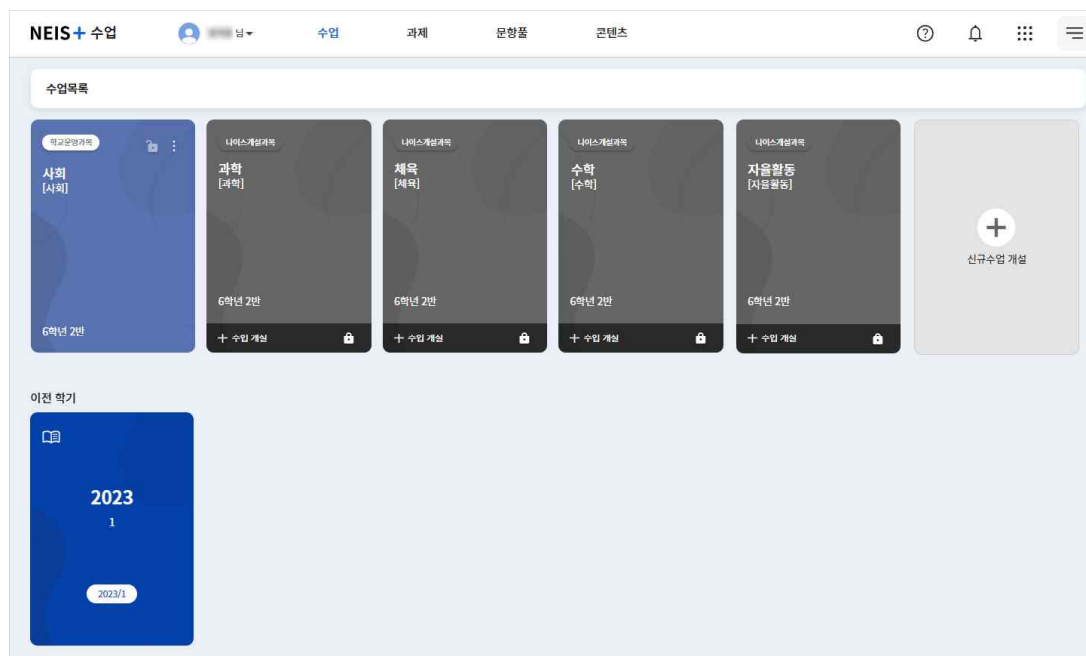 NEIS+ 수업
님
수업
과제
문항풀
콘텐츠
수업목록
학교운영과목
사회
[사회]
6학년 2반
나이스개설과목
과학
[과학]
6학년 2반
+ 수업 개설
나이스개설과목
체육
[체육]
6학년 2반
+ 수업 개설
나이스개설과목
수학
[수학]
6학년 2반
+ 수업 개설
나이스개설과목
자율활동
[자율활동]
6학년 2반
+ 수업 개설
신규수업 개설
이전 학기
2023
1
2023/1